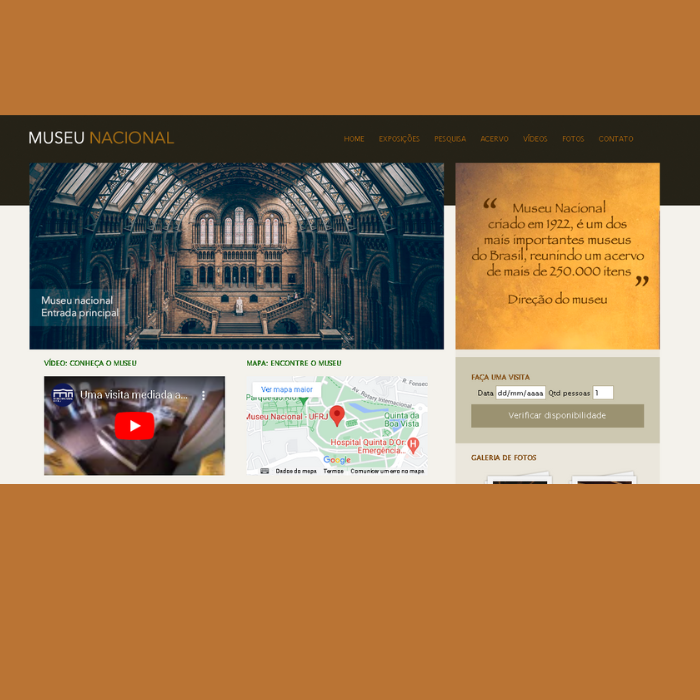 MUSEU NACIONAL
HOME EXPOSIÇÕES PESQUISA ACERVO VÍDEOS FOTOS CONTATO
Museu nacional
Entrada principal
“ Museu Nacional
criado em 1922, é um dos
mais importantes museus
do Brasil, reunindo um acervo
de mais de 250.000 itens ”
Direção do museu
VÍDEO: CONHEÇA O MUSEU
Uma visita mediada a...
MAPA: ENCONTRE O MUSEU
Ver mapa maior
R. Fonseca
Av. Rotary Internacional
Museu Nacional - UFRJ
Quinta da
Boa Vista
Hospital Quinta D'Or:
Emergência...
Google
Dados do mapa Termos Comunicar um erro no mapa
FAÇA UMA VISITA
Data dd/mm/aaaa Qtd pessoas 1
Verificar disponibilidade
GALERIA DE FOTOS